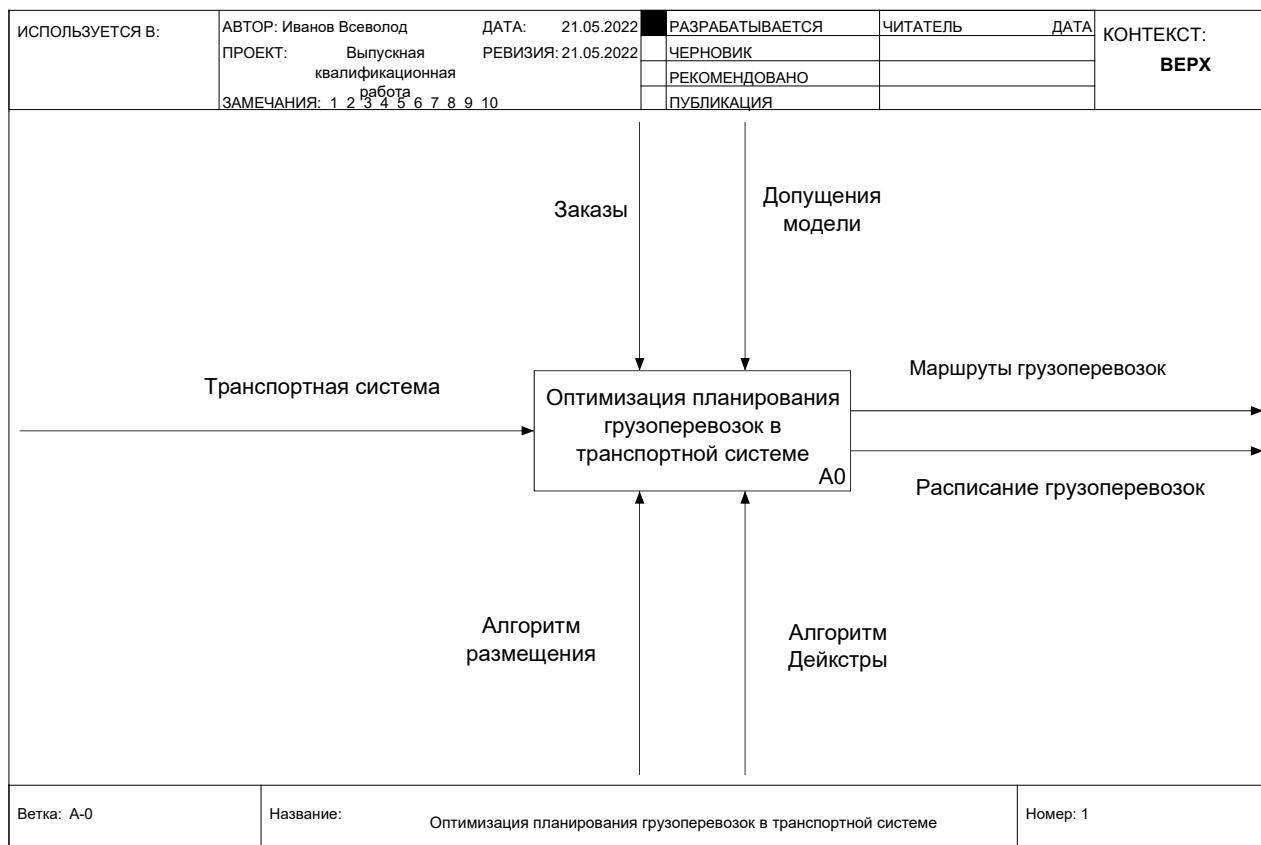 ИСПОЛЬЗУЕТСЯ В:
АВТОР: Иванов Всеволод
ДАТА: 21.05.2022
ПРОЕКТ: Выпускная
квалификационная
работа
РЕВИЗИЯ: 21.05.2022
ЗАМЕЧАНИЯ: 1 2 3 4 5 6 7 8 9 10
РАЗРАБАТЫВАЕТСЯ
ЧЕРНОВИК
РЕКОМЕНДОВАНО
ПУБЛИКАЦИЯ
ЧИТАТЕЛЬ ДАТА
КОНТЕКСТ:
ВЕРХ
Заказы
Допущения
модели
Транспортная система
Оптимизация планирования
грузоперевозок в
транспортной системе
A0
Маршруты грузоперевозок
Расписание грузоперевозок
Алгоритм
размещения
Алгоритм
Дейкстры
Ветка: A-0
Название: Оптимизация планирования грузоперевозок в транспортной системе
Номер: 1